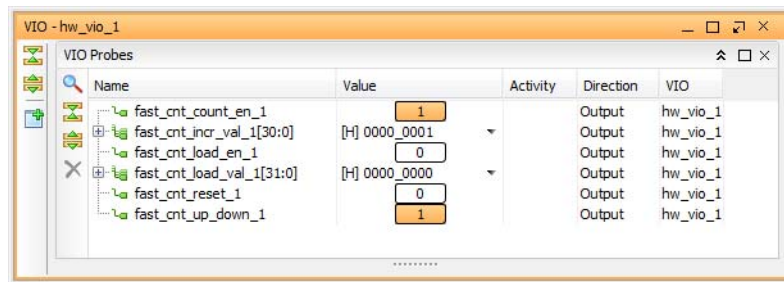 VIO - hw_vio_1
VIO Probes
Name Value Activity Direction VIO
fast_cnt_count_en_1 1 Output hw_vio_1
fast_cnt_incr_val_1[30:0] [H] 0000_0001 Output hw_vio_1
fast_cnt_load_en_1 0 Output hw_vio_1
fast_cnt_load_val_1[31:0] [H] 0000_0000 Output hw_vio_1
fast_cnt_reset_1 0 Output hw_vio_1
fast_cnt_up_down_1 1 Output hw_vio_1